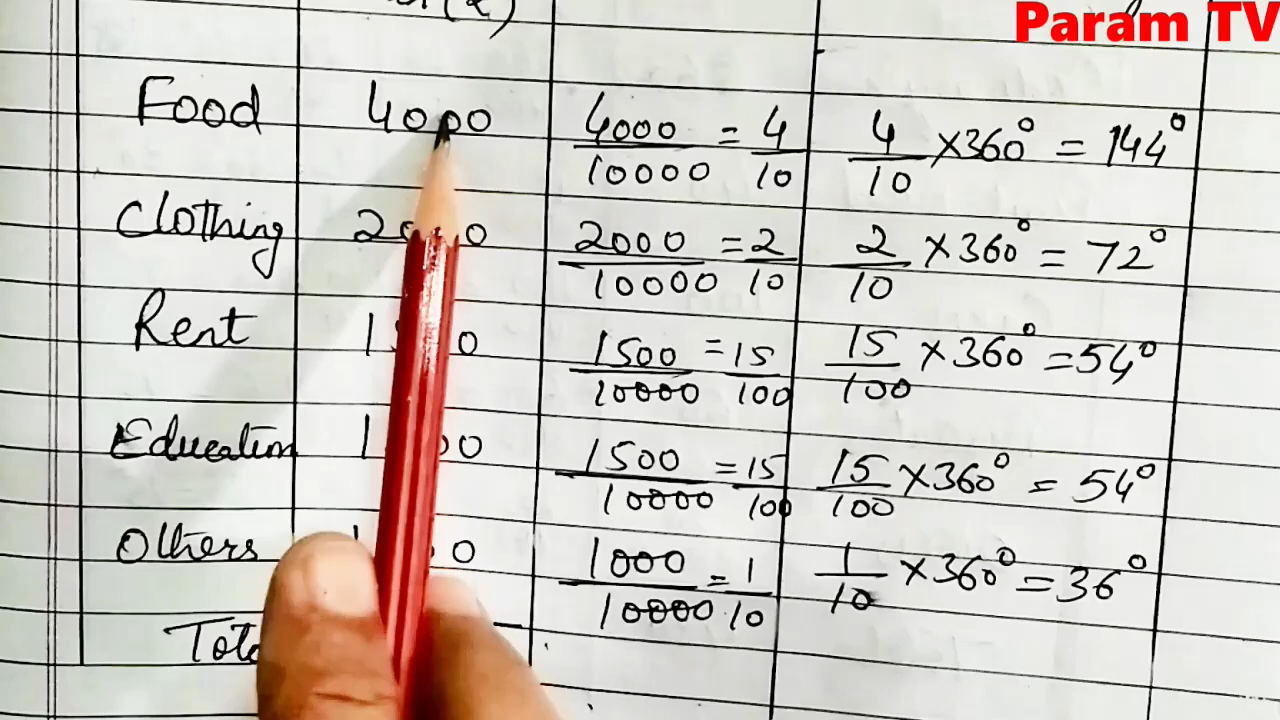 Param TV
Food 4000 4000/10000 = 4/10 4/10 ×360° = 144°
Clothing 2000/10000 = 2/10 2/10 ×360° = 72°
Rent 1500/10000 = 15/100 15/100 ×360° = 54°
Education 1500/10000 = 15/100 15/100 ×360° = 54°
Others 1000/10000 = 1/10 1/10 ×360° = 36°